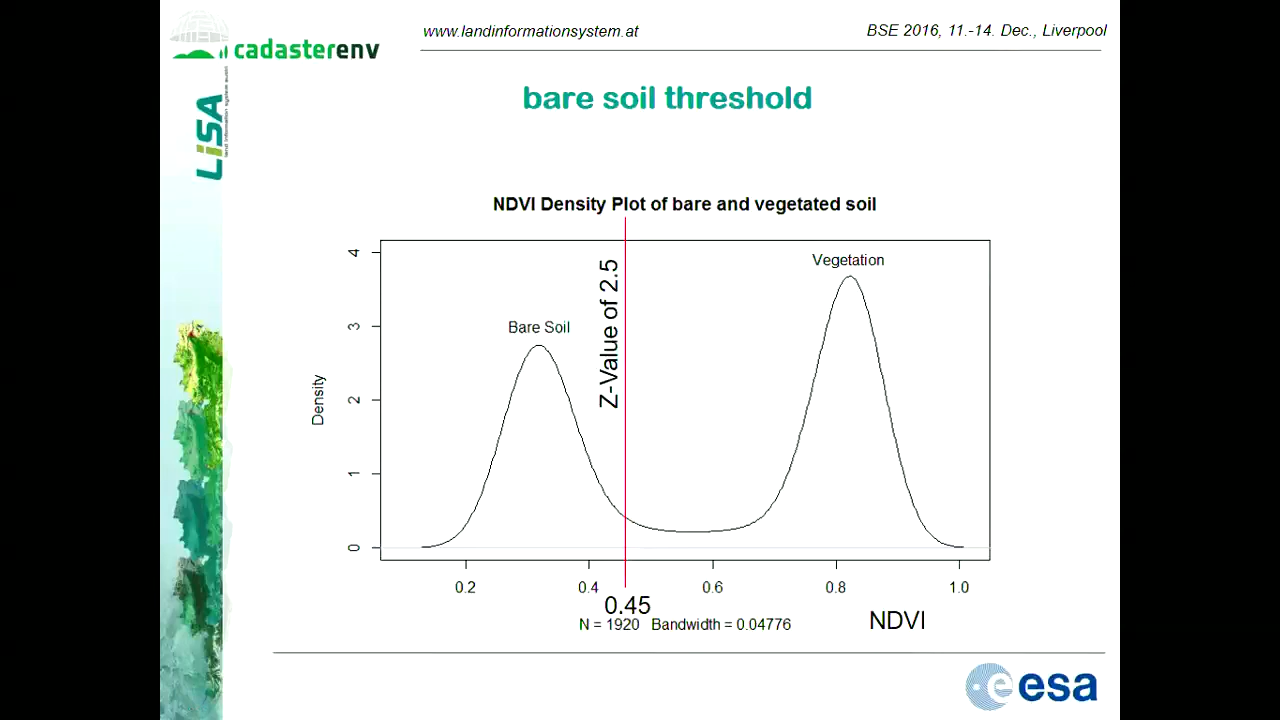 www.landinformationsystem.at
BSE 2016, 11.-14. Dec., Liverpool
cadasterenv
LISA
bare soil threshold
NDVI Density Plot of bare and vegetated soil
Vegetation
Bare Soil
Z-Value of 2.5
Density
4
3
2
1
0
0.2 0.4 0.6 0.8 1.0
0.45
N = 1920 Bandwidth = 0.04776
NDVI
esa